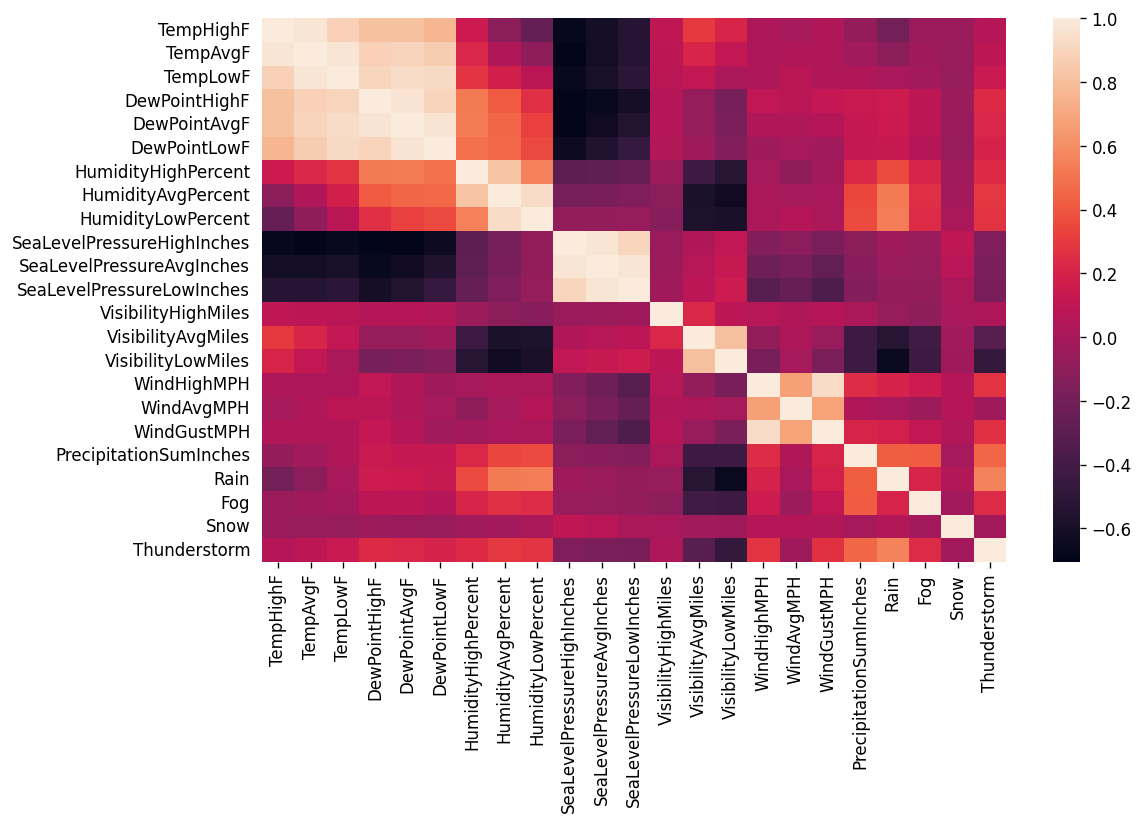 TempHighF
TempAvgF
TempLowF
DewPointHighF
DewPointAvgF
DewPointLowF
HumidityHighPercent
HumidityAvgPercent
HumidityLowPercent
SeaLevelPressureHighInches
SeaLevelPressureAvgInches
SeaLevelPressureLowInches
VisibilityHighMiles
VisibilityAvgMiles
VisibilityLowMiles
WindHighMPH
WindAvgMPH
WindGustMPH
PrecipitationSumInches
Rain
Fog
Snow
Thunderstorm
TempHighF
TempAvgF
TempLowF
DewPointHighF
DewPointAvgF
DewPointLowF
HumidityHighPercent
HumidityAvgPercent
HumidityLowPercent
SeaLevelPressureHighInches
SeaLevelPressureAvgInches
SeaLevelPressureLowInches
VisibilityHighMiles
VisibilityAvgMiles
VisibilityLowMiles
WindHighMPH
WindAvgMPH
WindGustMPH
PrecipitationSumInches
Rain
Fog
Snow
Thunderstorm
1.0
0.8
0.6
0.4
0.2
0.0
−0.2
−0.4
−0.6